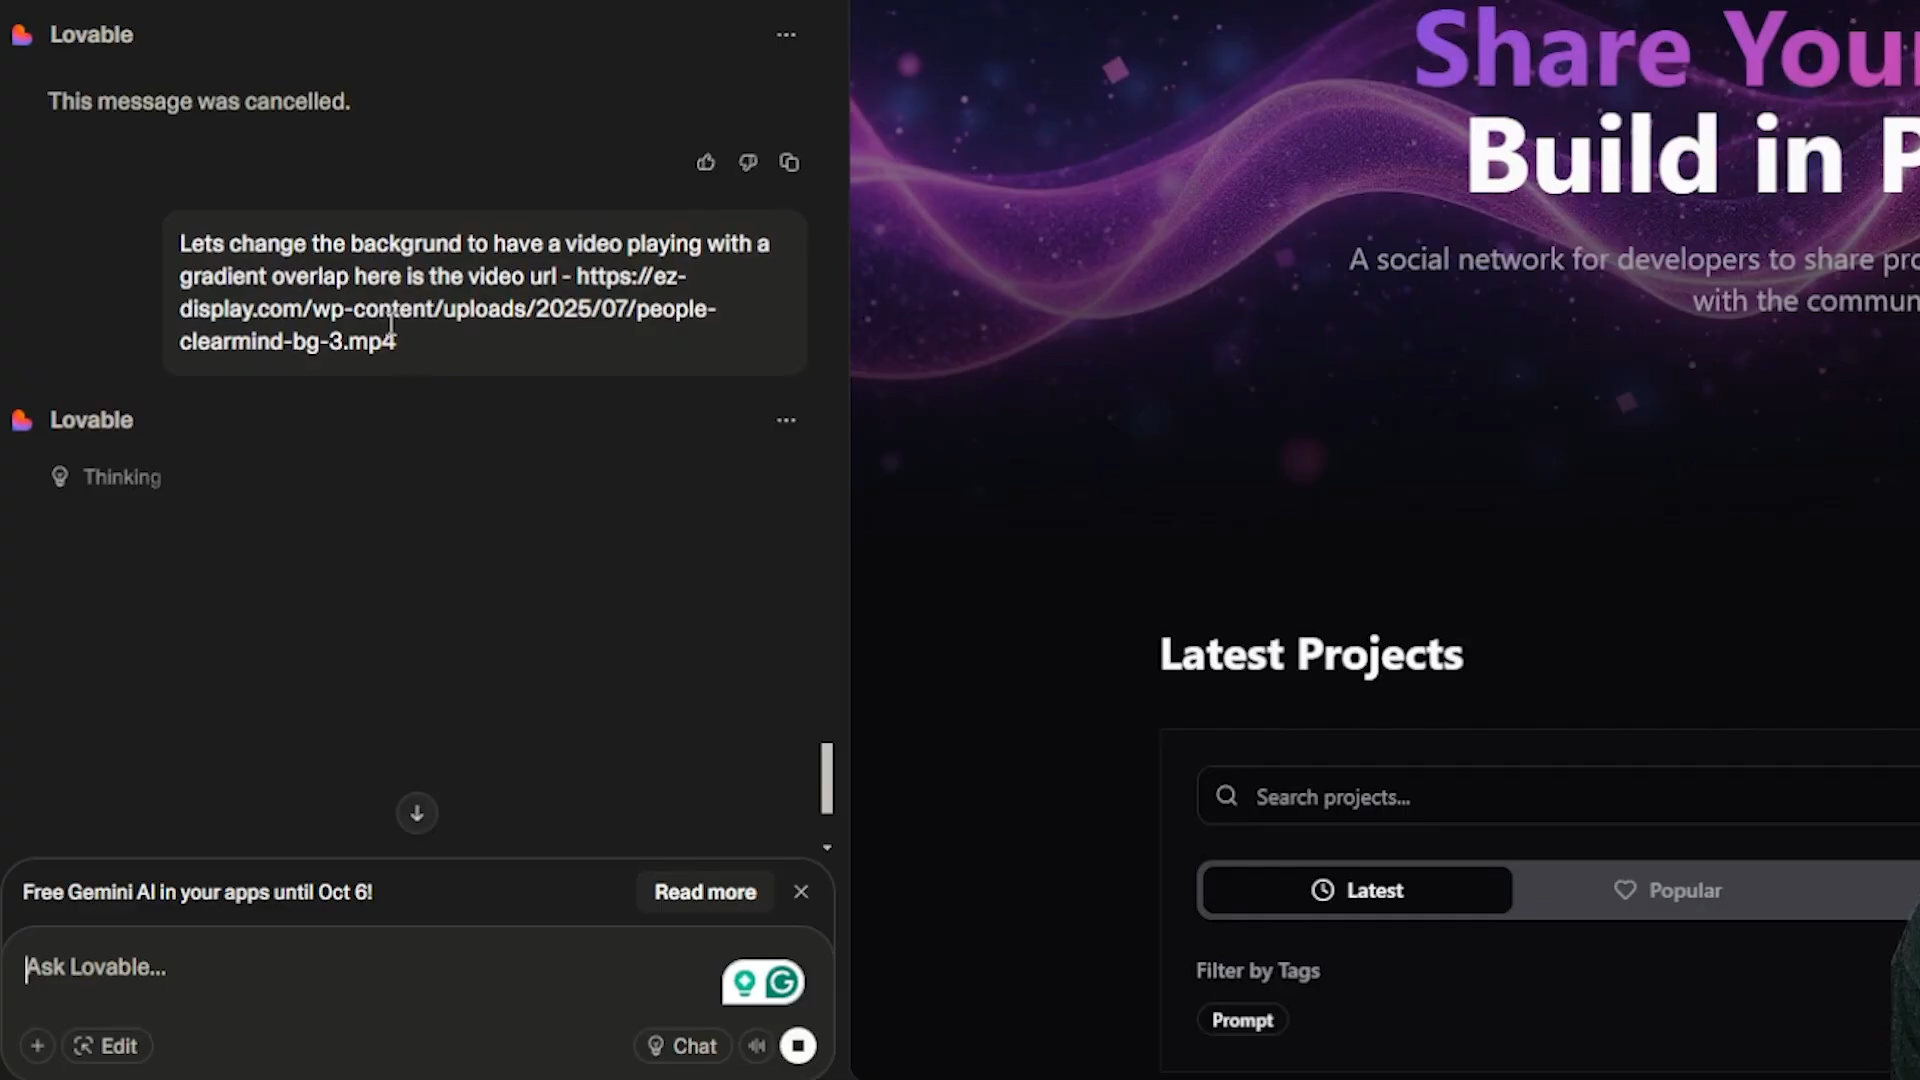 Lovable
This message was cancelled.
Lets change the backgrund to have a video playing with a
gradient overlap here is the video url - https://ez-
display.com/wp-content/uploads/2025/07/people-
clearmind-bg-3.mp4
Lovable
Thinking
Free Gemini AI in your apps until Oct 6!
Read more
Ask Lovable...
Edit
Chat
Share You
Build in
A social network for developers to share
with the
Latest Projects
Search projects...
Latest
Popular
Filter by Tags
Prompt